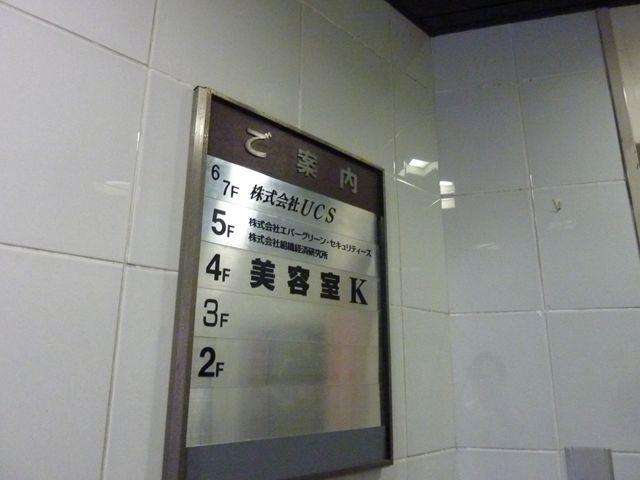 ご案内
6 7F 株式会社UCS
5F 株式会社エバーグリーン・セキュリティーズ
株式会社組織経済研究所
4F 美容室K
3F
2F